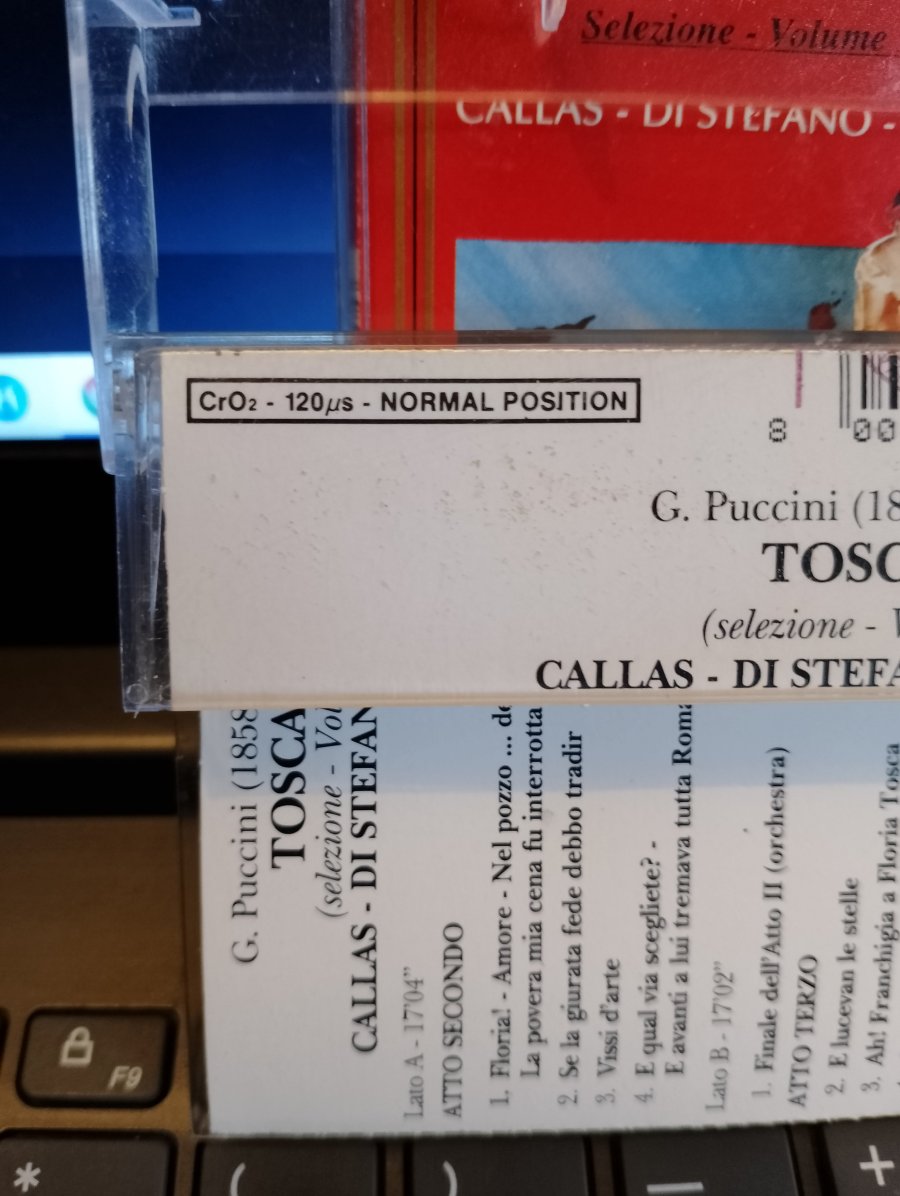 Selezione - Volume
CALLAS - DI STEFANO -
CrO2 - 120µs - NORMAL POSITION
8 00
G. Puccini (18
TOSC
(selezione -
CALLAS - DI STEFA
G. Puccini (1858
TOSCA
(selezione - Vol
CALLAS - DI STEFAN
Lato A - 17'04"
ATTO SECONDO
1. Floria! - Amore - Nel pozzo ... de
La povera mia cena fu interrotta
2. Se la giurata fede debbo tradir
3. Vissi d'arte
4. E qual via scegliete? -
E avanti a lui tremava tutta Roma
Lato B - 17'02"
1. Finale dell'Atto II (orchestra)
ATTO TERZO
2. E lucevan le stelle
3. Ah! Franchigia a Floria Tosca
F9
* ( ) — +